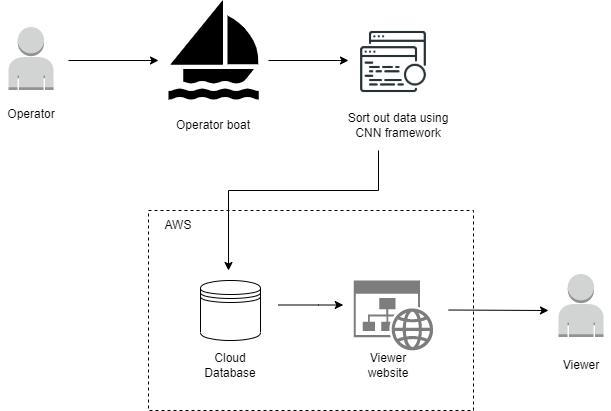 Operator
Operator boat
Sort out data using
CNN framework
AWS
Cloud
Database
Viewer
website
Viewer